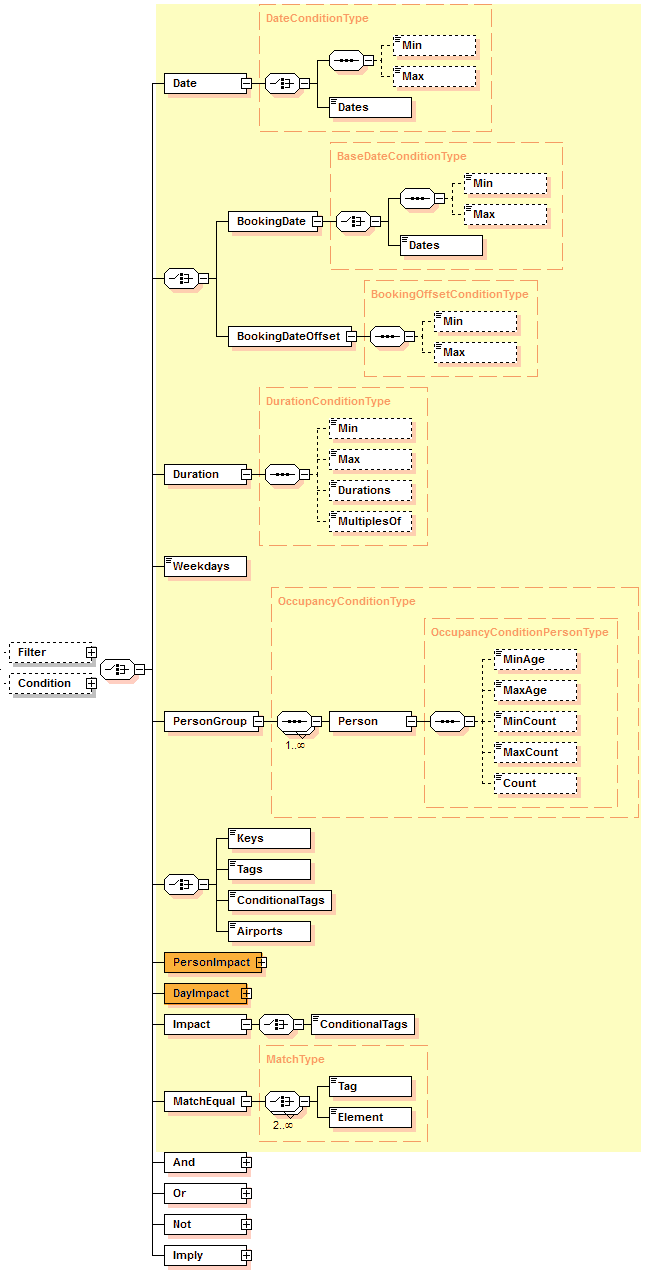 DateConditionType
Min
Date
Max
Dates
BaseDateConditionType
Min
BookingDate
Max
Dates
BookingOffsetConditionType
Min
BookingDateOffset
Max
DurationConditionType
Min
Max
Duration
Durations
MultiplesOf
Weekdays
OccupancyConditionType
OccupancyConditionPersonType
Filter
MinAge
Condition
MaxAge
PersonGroup
Person
MinCount
1..∞
MaxCount
Count
Keys
Tags
ConditionalTags
Airports
PersonImpact
DayImpact
Impact
ConditionalTags
MatchType
Tag
MatchEqual
Element
2..∞
And
Or
Not
Imply